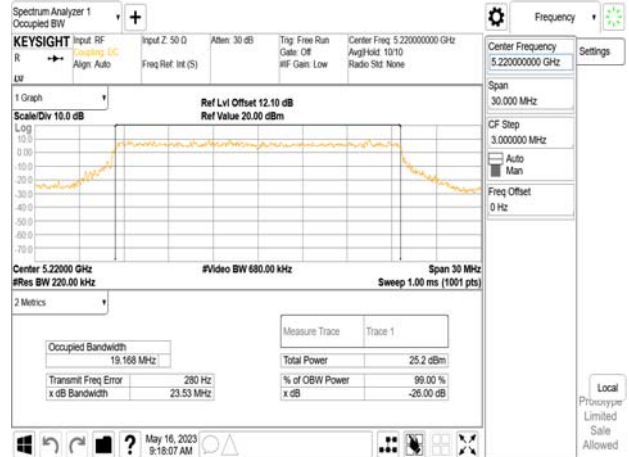 Spectrum Analyzer 1
Occupied BW
+
Frequency
KEYSIGHT
R
Input: RF
Coupling: DC
Align: Auto
Input Z: 50 Ω
Freq Ref: Int (S)
Atten: 30 dB
Trig: Free Run
Gate: Off
#IF Gain: Low
Center Freq: 5.220000000 GHz
Avg|Hold: 10/10
Radio Std: None
Center Frequency
5.220000000 GHz
Settings
Span
30.000 MHz
CF Step
3.000000 MHz
Auto
Man
Freq Offset
0 Hz
1 Graph
Scale/Div 10.0 dB
Ref Lvl Offset 12.10 dB
Ref Value 20.00 dBm
Log
10.0
0.00
-10.0
-20.0
-30.0
-40.0
-50.0
-60.0
-70.0
Center 5.22000 GHz
#Res BW 220.00 kHz
#Video BW 680.00 kHz
Span 30 MHz
Sweep 1.00 ms (1001 pts)
2 Metrics
Measure Trace
Trace 1
Occupied Bandwidth
19.168 MHz
Total Power
25.2 dBm
Transmit Freq Error
280 Hz
% of OBW Power
99.00 %
x dB Bandwidth
23.53 MHz
x dB
-26.00 dB
Local
Prototype
Limited
Sale
Allowed
?
May 16, 2023
9:18:07 AM